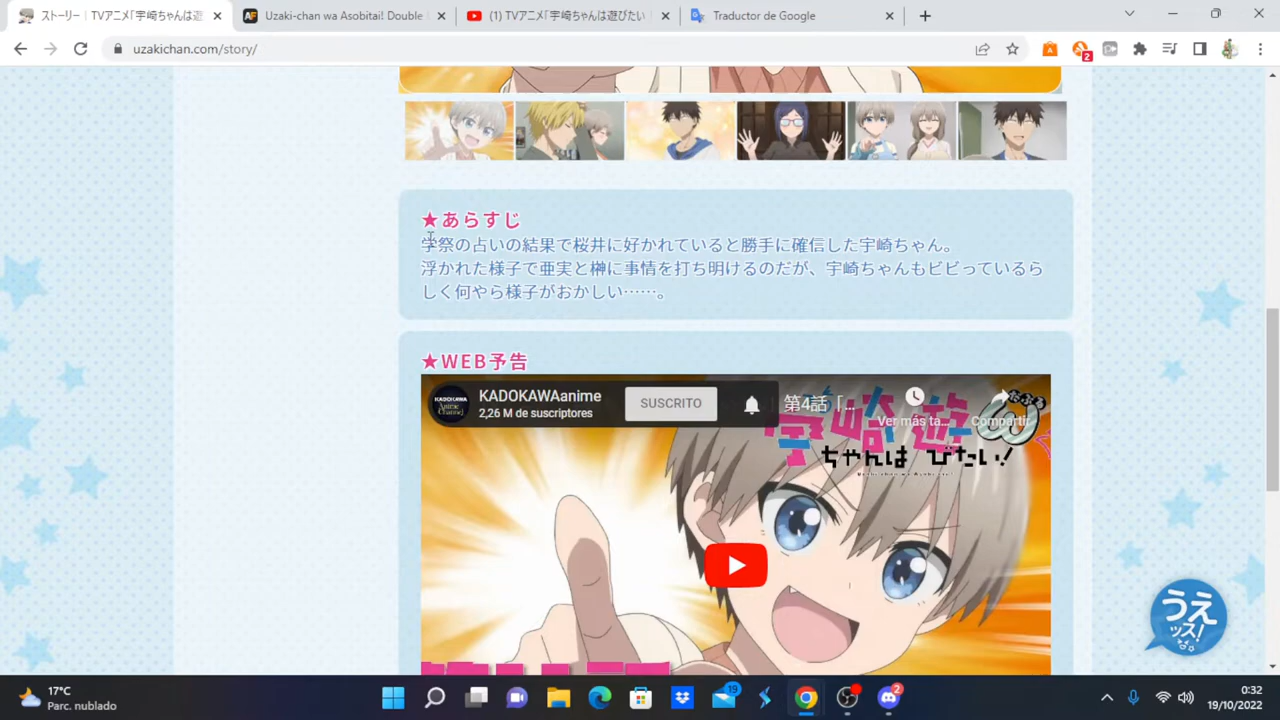 ストーリー｜TVアニメ「宇崎ちゃんは遊
Uzaki-chan wa Asobitai! Double
(1) TVアニメ「宇崎ちゃんは遊びたい
Traductor de Google
uzakichan.com/story/
2
★あらすじ
学祭の占いの結果で桜井に好かれていると勝手に確信した宇崎ちゃん。
浮かれた様子で亜実と榊に事情を打ち明けるのだが、宇崎ちゃんもビビっているら
しく何やら様子がおかしい……。
★WEB予告
KADOKAWA Anime Channel
KADOKAWAanime
2,26 M de suscriptores
SUSCRITO
第4話「...
Ver más ta...
Compartir
宇崎ちゃんは遊びたい!
ω
うえッス!
17°C
Parc. nublado
19
2
0:32
19/10/2022